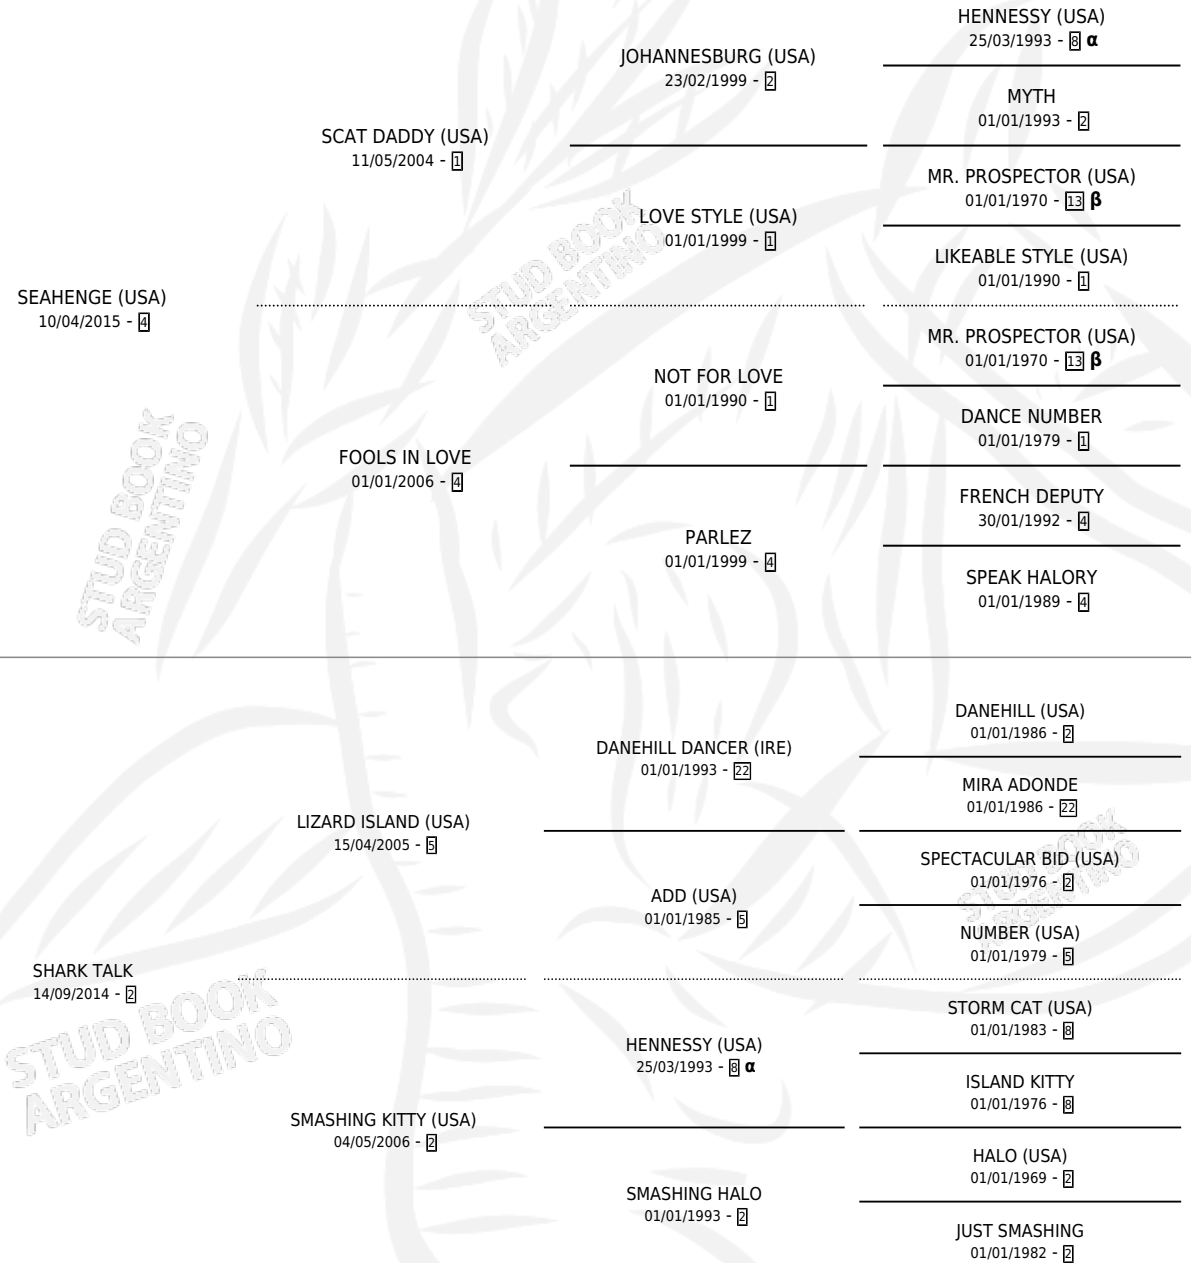 HENNESSY (USA)
25/03/1993 - 8 α
JOHANNESBURG (USA)
23/02/1999 - 2
MYTH
01/01/1993 - 2
SCAT DADDY (USA)
11/05/2004 - 1
MR. PROSPECTOR (USA)
01/01/1970 - 13 β
LOVE STYLE (USA)
01/01/1999 - 1
LIKEABLE STYLE (USA)
01/01/1990 - 1
SEAHENGE (USA)
10/04/2015 - 4
MR. PROSPECTOR (USA)
01/01/1970 - 13 β
NOT FOR LOVE
01/01/1990 - 1
DANCE NUMBER
01/01/1979 - 1
FOOLS IN LOVE
01/01/2006 - 4
FRENCH DEPUTY
30/01/1992 - 4
PARLEZ
01/01/1999 - 4
SPEAK HALORY
01/01/1989 - 4
STUD BOOK
ARGENTINO
STUD BOOK
ARGENTINO
DANEHILL (USA)
01/01/1986 - 2
DANEHILL DANCER (IRE)
01/01/1993 - 22
MIRA ADONDE
01/01/1986 - 22
LIZARD ISLAND (USA)
15/04/2005 - 5
SPECTACULAR BID (USA)
01/01/1976 - 2
ADD (USA)
01/01/1985 - 5
NUMBER (USA)
01/01/1979 - 5
SHARK TALK
14/09/2014 - 2
STORM CAT (USA)
01/01/1983 - 8
HENNESSY (USA)
25/03/1993 - 8 α
ISLAND KITTY
01/01/1976 - 8
SMASHING KITTY (USA)
04/05/2006 - 2
HALO (USA)
01/01/1969 - 2
SMASHING HALO
01/01/1993 - 2
JUST SMASHING
01/01/1982 - 2
STUD BOOK
ARGENTINO
STUD BOOK
ARGENTINO